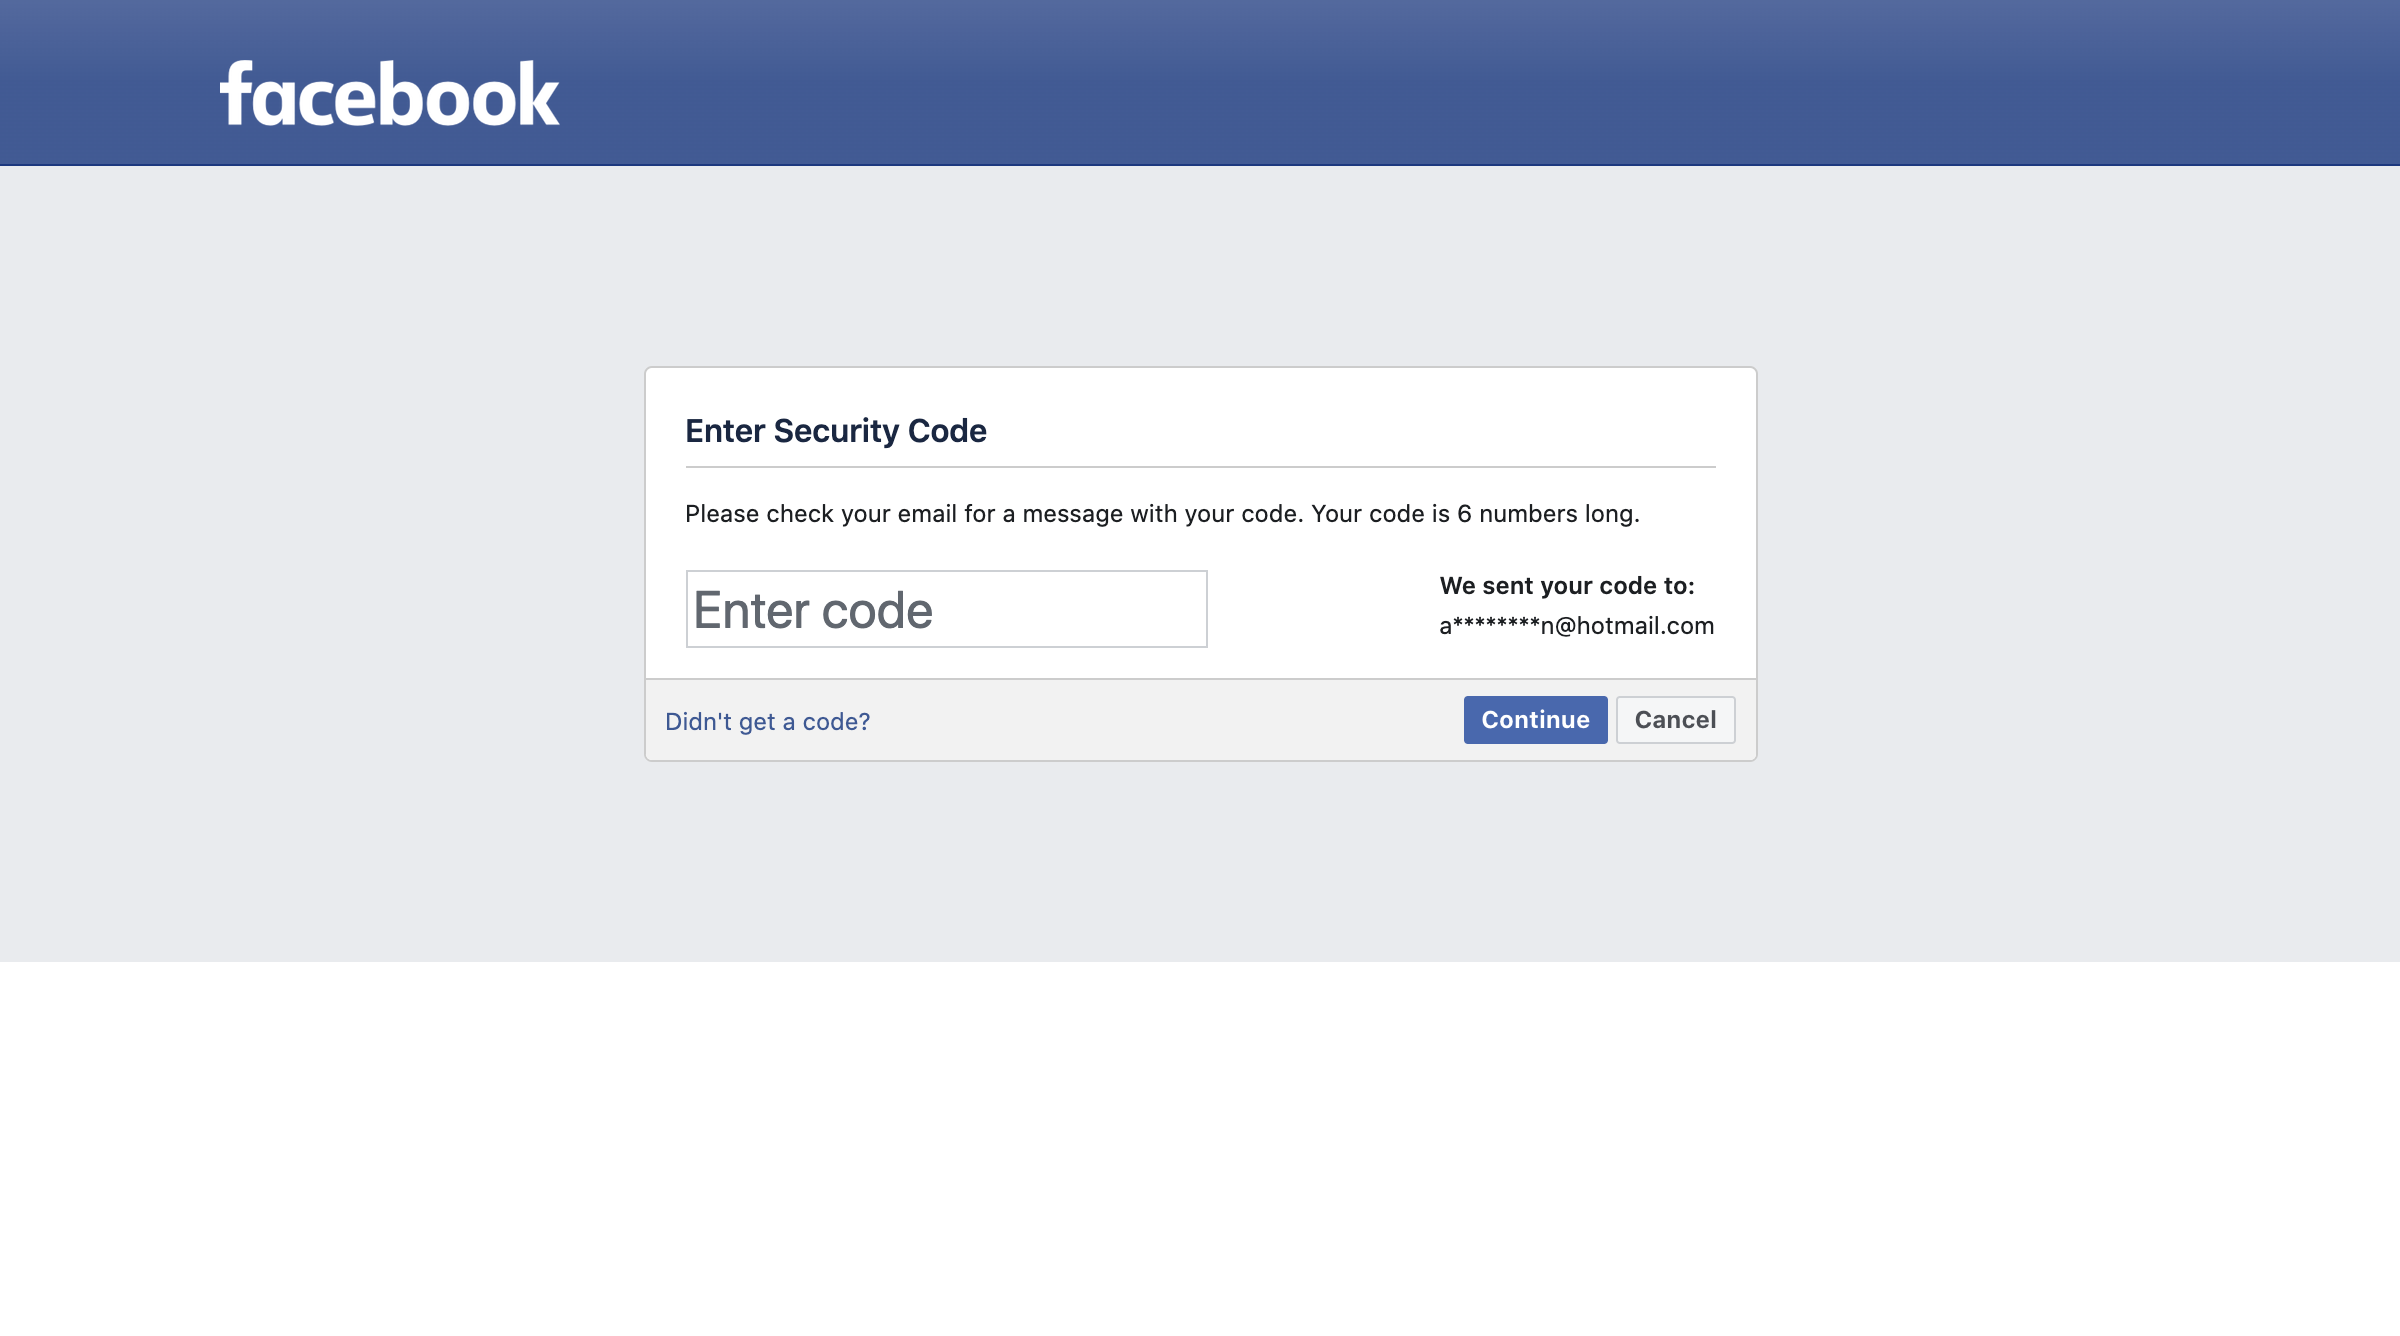 facebook
Enter Security Code
Please check your email for a message with your code. Your code is 6 numbers long.
Enter code
We sent your code to:
a********n@hotmail.com
Didn't get a code?
Continue
Cancel